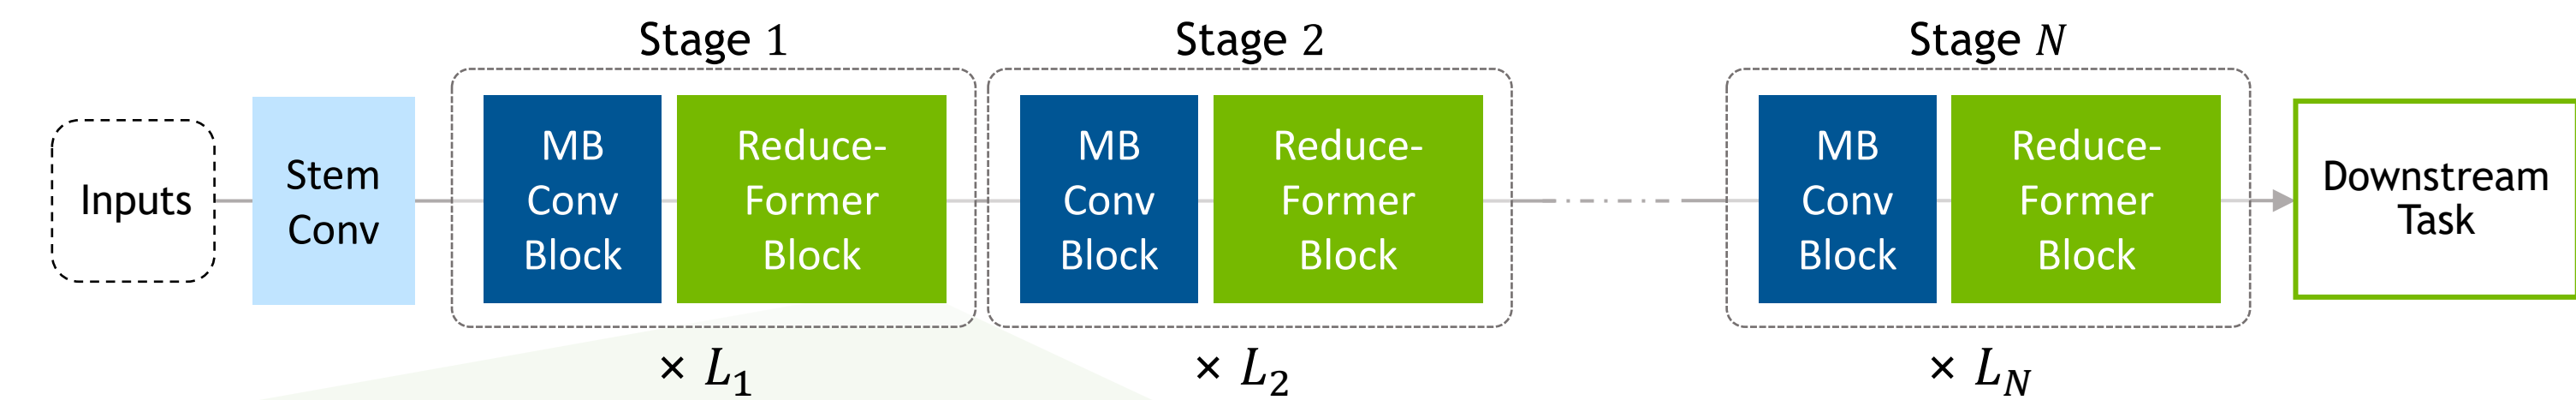 Stage 1
Stage 2
Stage N
Inputs
Stem
Conv
MB
Conv
Block
Reduce-
Former
Block
MB
Conv
Block
Reduce-
Former
Block
MB
Conv
Block
Reduce-
Former
Block
Downstream
Task
× L₁
× L₂
× L_N